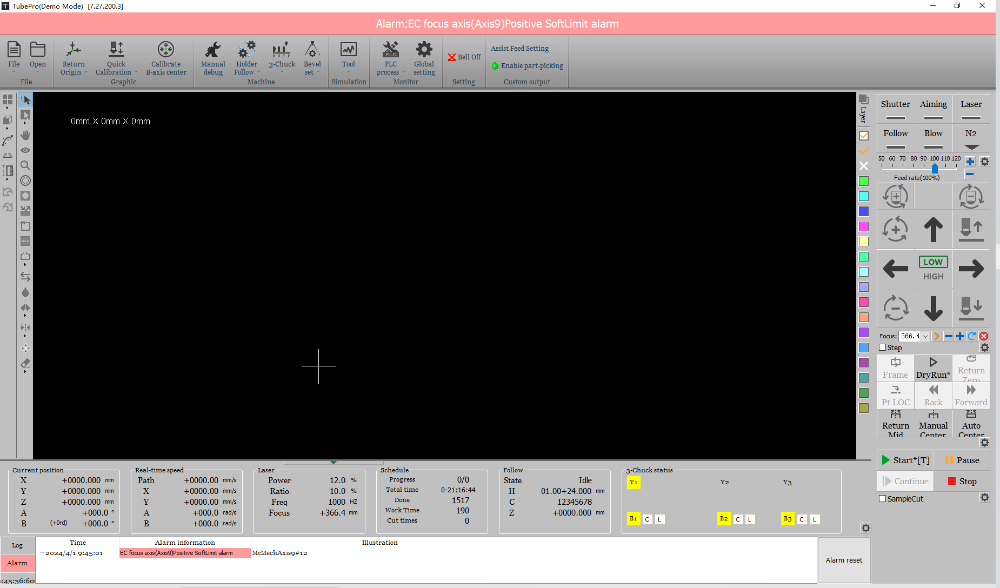 TubePro(Demo Mode) [7.27.200.3]
Alarm:EC focus axis(Axis9)Positive SoftLimit alarm
File
Open
Return Origin
Quick Calibration
Calibrate B-axis center
Manual debug
Holder Follow
A B E F
3-Chuck
Bevel set
Tool
PLC
PLC process
Global setting
Bell Off
Assist Feed Setting
Enable part-picking
File
Graphic
Machine
Simulation
Monitor
Setting
Custom output
0mm X 0mm X 0mm
Layer
Shutter Aiming Laser
Follow Blow N2
50 60 70 80 90 100 110 120
Feed rate(100%)
LOW
HIGH
Focus: 366.4
Step
Frame DryRun* Return Zero
Pt LOC Back Forward
Return Mid Manual Center Auto Center
Start*[T] Pause
Continue Stop
SampleCut
Current position
X +0000.000 mm
Y +0000.000 mm
Z +0000.000 mm
A +000.0 °
B (+0rd) +000.0 °
Real-time speed
Path +0000.00 mm/s
X +0000.00 mm/s
Y +0000.00 mm/s
A +000.0 rad/s
B +000.0 rad/s
Laser
Power 12.0 %
Ratio 10.0 %
Freq 1000 HZ
Focus +366.4 mm
Schedule
Progress 0/0
Total time 0-21:16:44
Done 1517
Work Time 190
Cut times 0
Follow
State Idle
H 01.00+24.000 mm
C 12345678
Z +0000.000 mm
3-Chuck status
Y1 Y2 Y3
B1 C L B2 C L B3 C L
Log
Alarm
Time Alarm information Illustration
2024/4/1 9:45:01 EC focus axis(Axis9)Positive SoftLimit alarm McMechAxis9#12
Alarm reset